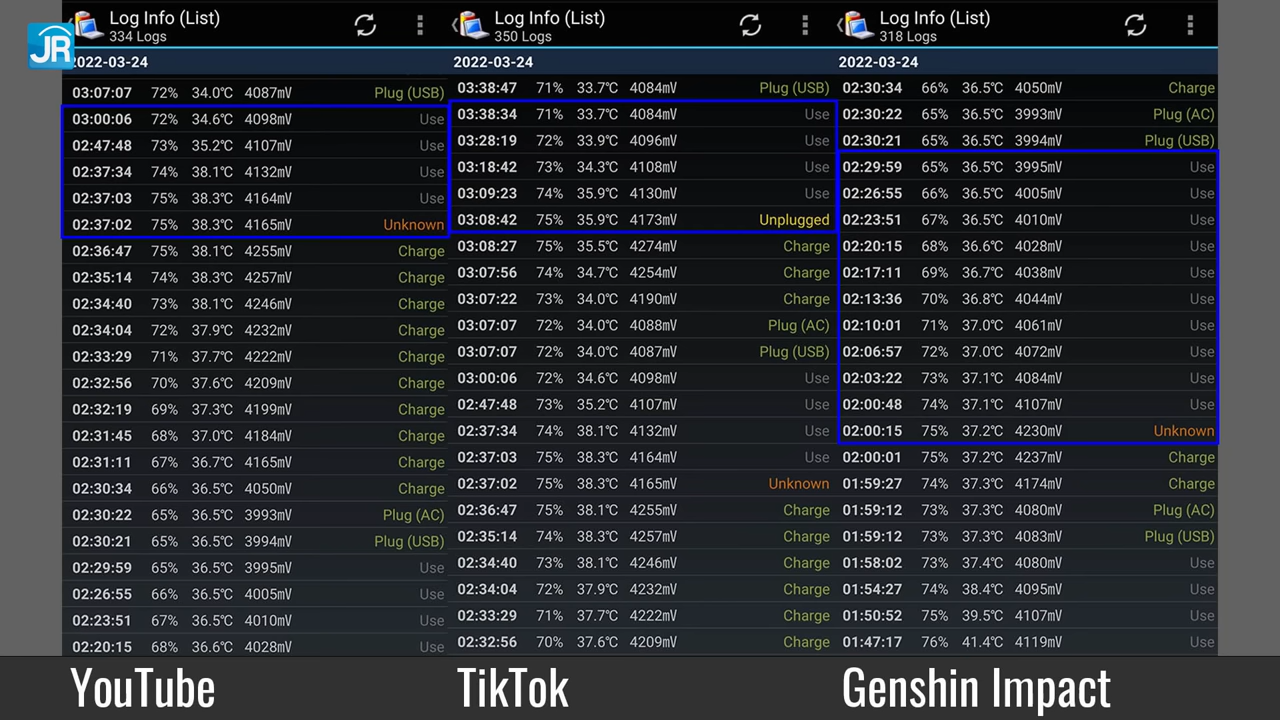 JR
Log Info (List)
334 Logs
2022-03-24
03:07:07 72% 34.0℃ 4087mV Plug (USB)
03:00:06 72% 34.6℃ 4098mV Use
02:47:48 73% 35.2℃ 4107mV Use
02:37:34 74% 38.1℃ 4132mV Use
02:37:03 75% 38.3℃ 4164mV Use
02:37:02 75% 38.3℃ 4165mV Unknown
02:36:47 75% 38.1℃ 4255mV Charge
02:35:14 74% 38.3℃ 4257mV Charge
02:34:40 73% 38.1℃ 4246mV Charge
02:34:04 72% 37.9℃ 4232mV Charge
02:33:29 71% 37.7℃ 4222mV Charge
02:32:56 70% 37.6℃ 4209mV Charge
02:32:19 69% 37.3℃ 4199mV Charge
02:31:45 68% 37.0℃ 4184mV Charge
02:31:11 67% 36.7℃ 4165mV Charge
02:30:34 66% 36.5℃ 4050mV Charge
02:30:22 65% 36.5℃ 3993mV Plug (AC)
02:30:21 65% 36.5℃ 3994mV Plug (USB)
02:29:59 65% 36.5℃ 3995mV Use
02:26:55 66% 36.5℃ 4005mV Use
02:23:51 67% 36.5℃ 4010mV Use
02:20:15 68% 36.6℃ 4028mV Use
YouTube
Log Info (List)
350 Logs
2022-03-24
03:38:47 71% 33.7℃ 4084mV Plug (USB)
03:38:34 71% 33.7℃ 4084mV Use
03:28:19 72% 33.9℃ 4096mV Use
03:18:42 73% 34.3℃ 4108mV Use
03:09:23 74% 35.9℃ 4130mV Use
03:08:42 75% 35.9℃ 4173mV Unplugged
03:08:27 75% 35.5℃ 4274mV Charge
03:07:56 74% 34.7℃ 4254mV Charge
03:07:22 73% 34.0℃ 4190mV Charge
03:07:07 72% 34.0℃ 4088mV Plug (AC)
03:07:07 72% 34.0℃ 4087mV Plug (USB)
03:00:06 72% 34.6℃ 4098mV Use
02:47:48 73% 35.2℃ 4107mV Use
02:37:34 74% 38.1℃ 4132mV Use
02:37:03 75% 38.3℃ 4164mV Use
02:37:02 75% 38.3℃ 4165mV Unknown
02:36:47 75% 38.1℃ 4255mV Charge
02:35:14 74% 38.3℃ 4257mV Charge
02:34:40 73% 38.1℃ 4246mV Charge
02:34:04 72% 37.9℃ 4232mV Charge
02:33:29 71% 37.7℃ 4222mV Charge
02:32:56 70% 37.6℃ 4209mV Charge
TikTok
Log Info (List)
318 Logs
2022-03-24
02:30:34 66% 36.5℃ 4050mV Charge
02:30:22 65% 36.5℃ 3993mV Plug (AC)
02:30:21 65% 36.5℃ 3994mV Plug (USB)
02:29:59 65% 36.5℃ 3995mV Use
02:26:55 66% 36.5℃ 4005mV Use
02:23:51 67% 36.5℃ 4010mV Use
02:20:15 68% 36.6℃ 4028mV Use
02:17:11 69% 36.7℃ 4038mV Use
02:13:36 70% 36.8℃ 4044mV Use
02:10:01 71% 37.0℃ 4061mV Use
02:06:57 72% 37.0℃ 4072mV Use
02:03:22 73% 37.1℃ 4084mV Use
02:00:48 74% 37.1℃ 4107mV Use
02:00:15 75% 37.2℃ 4230mV Unknown
02:00:01 75% 37.2℃ 4237mV Charge
01:59:27 74% 37.3℃ 4174mV Charge
01:59:12 73% 37.3℃ 4080mV Plug (AC)
01:59:12 73% 37.3℃ 4083mV Plug (USB)
01:58:02 73% 37.4℃ 4080mV Use
01:54:27 74% 38.4℃ 4095mV Use
01:50:52 75% 39.5℃ 4107mV Use
01:47:17 76% 41.4℃ 4119mV Use
Genshin Impact